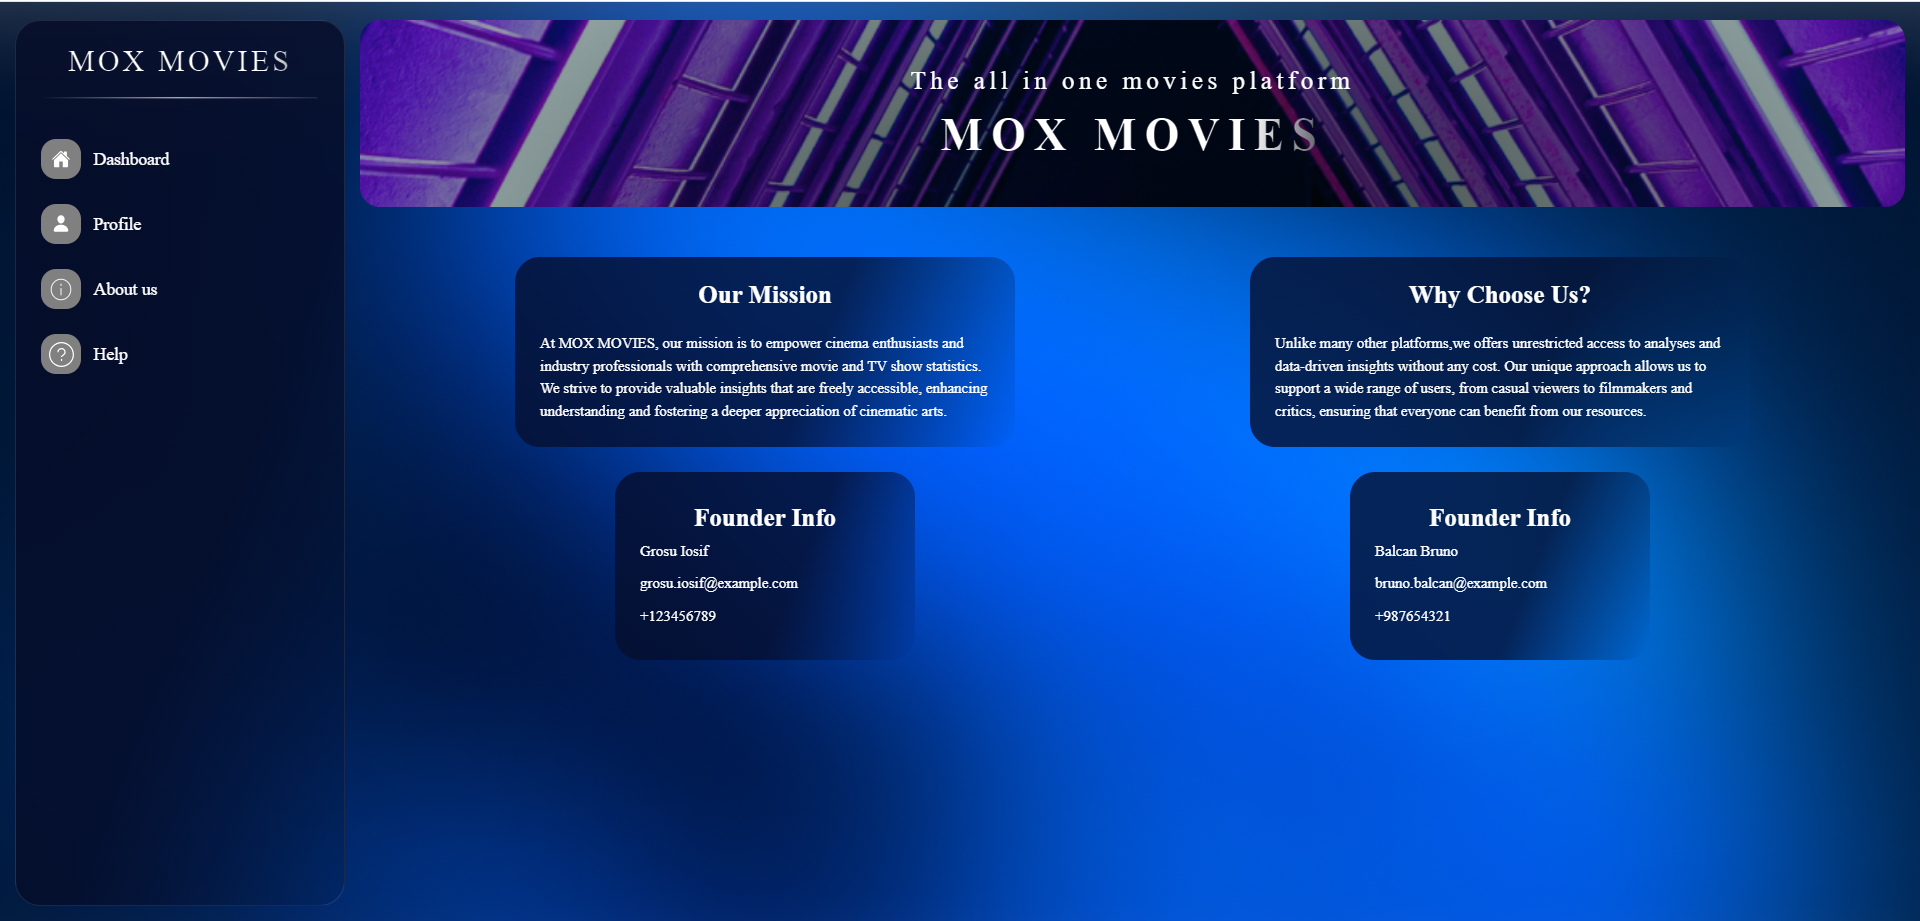 MOX MOVIES
Dashboard
Profile
About us
Help
The all in one movies platform
MOX MOVIES
Our Mission
At MOX MOVIES, our mission is to empower cinema enthusiasts and
industry professionals with comprehensive movie and TV show statistics.
We strive to provide valuable insights that are freely accessible, enhancing
understanding and fostering a deeper appreciation of cinematic arts.
Why Choose Us?
Unlike many other platforms,we offers unrestricted access to analyses and
data-driven insights without any cost. Our unique approach allows us to
support a wide range of users, from casual viewers to filmmakers and
critics, ensuring that everyone can benefit from our resources.
Founder Info
Grosu Iosif
grosu.iosif@example.com
+123456789
Founder Info
Balcan Bruno
bruno.balcan@example.com
+987654321